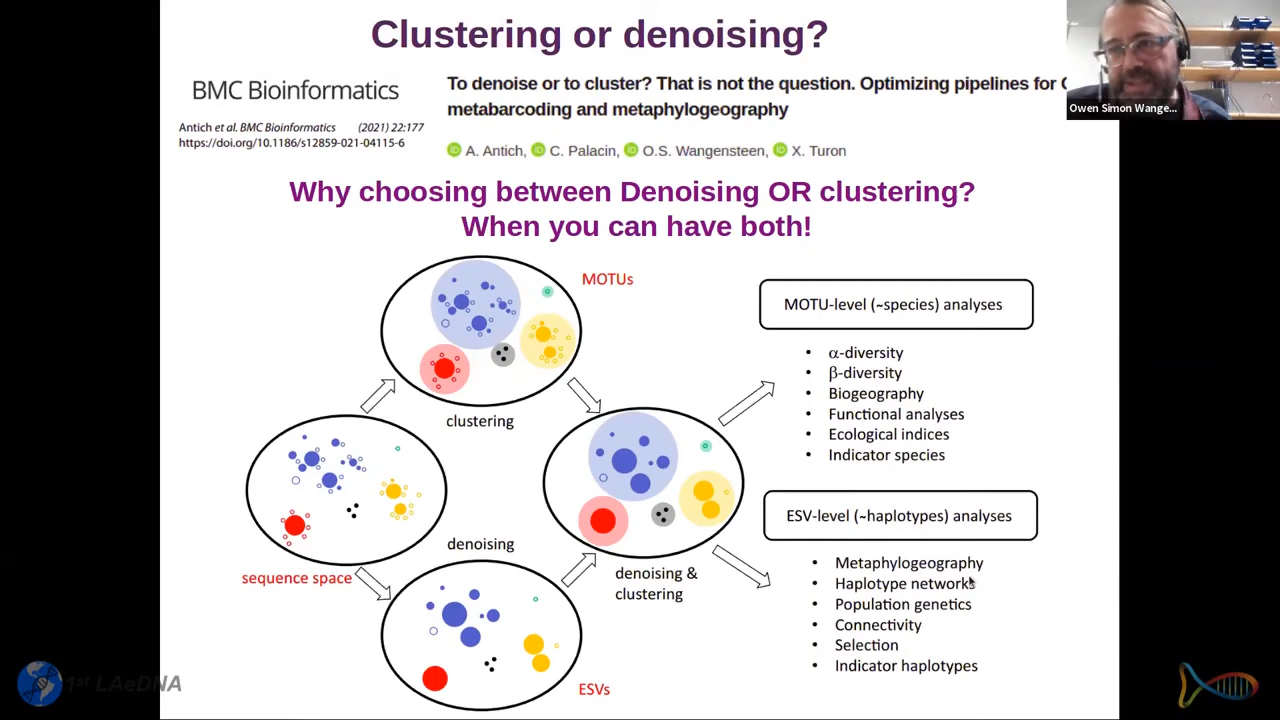 Clustering or denoising?
BMC Bioinformatics
Antich et al. BMC Bioinformatics (2021) 22:177
https://doi.org/10.1186/s12859-021-04115-6
To denoise or to cluster? That is not the question. Optimizing pipelines for
metabarcoding and metaphylogeography
A. Antich, C. Palacin, O.S. Wangensteen, X. Turon
Owen Simon Wange...
Why choosing between Denoising OR clustering?
When you can have both!
MOTUs
clustering
sequence space
denoising
ESVs
denoising &
clustering
MOTU-level (~species) analyses
• α-diversity
• β-diversity
• Biogeography
• Functional analyses
• Ecological indices
• Indicator species
ESV-level (~haplotypes) analyses
• Metaphylogeography
• Haplotype networks
• Population genetics
• Connectivity
• Selection
• Indicator haplotypes
1st LAeDNA